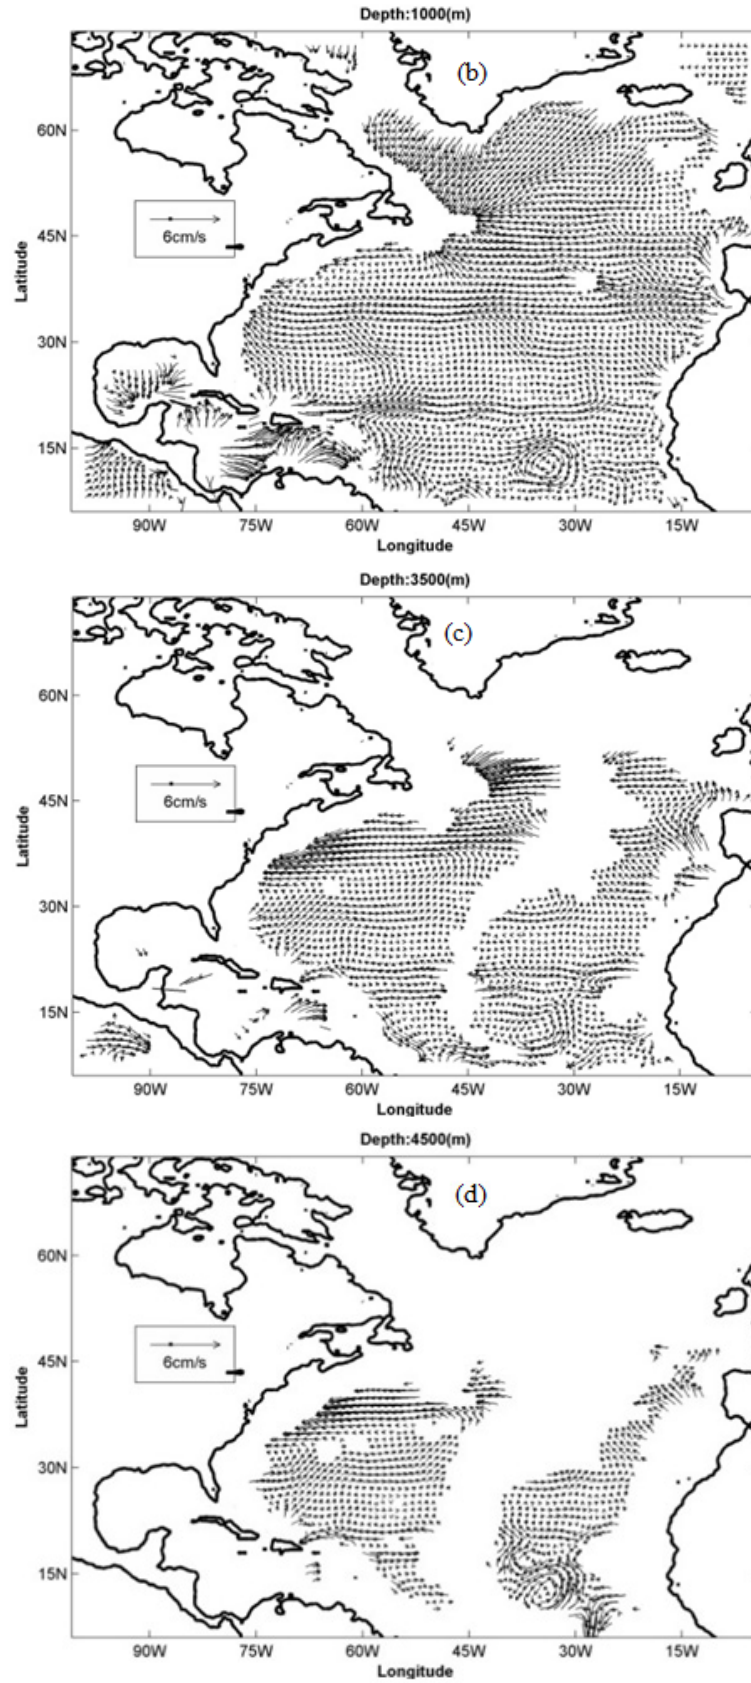 Depth:1000(m)
(b)
60N
45N
30N
15N
Latitude
6cm/s
90W 75W 60W 45W 30W 15W
Longitude
Depth:3500(m)
(c)
60N
45N
30N
15N
Latitude
6cm/s
90W 75W 60W 45W 30W 15W
Longitude
Depth:4500(m)
(d)
60N
45N
30N
15N
Latitude
6cm/s
90W 75W 60W 45W 30W 15W
Longitude